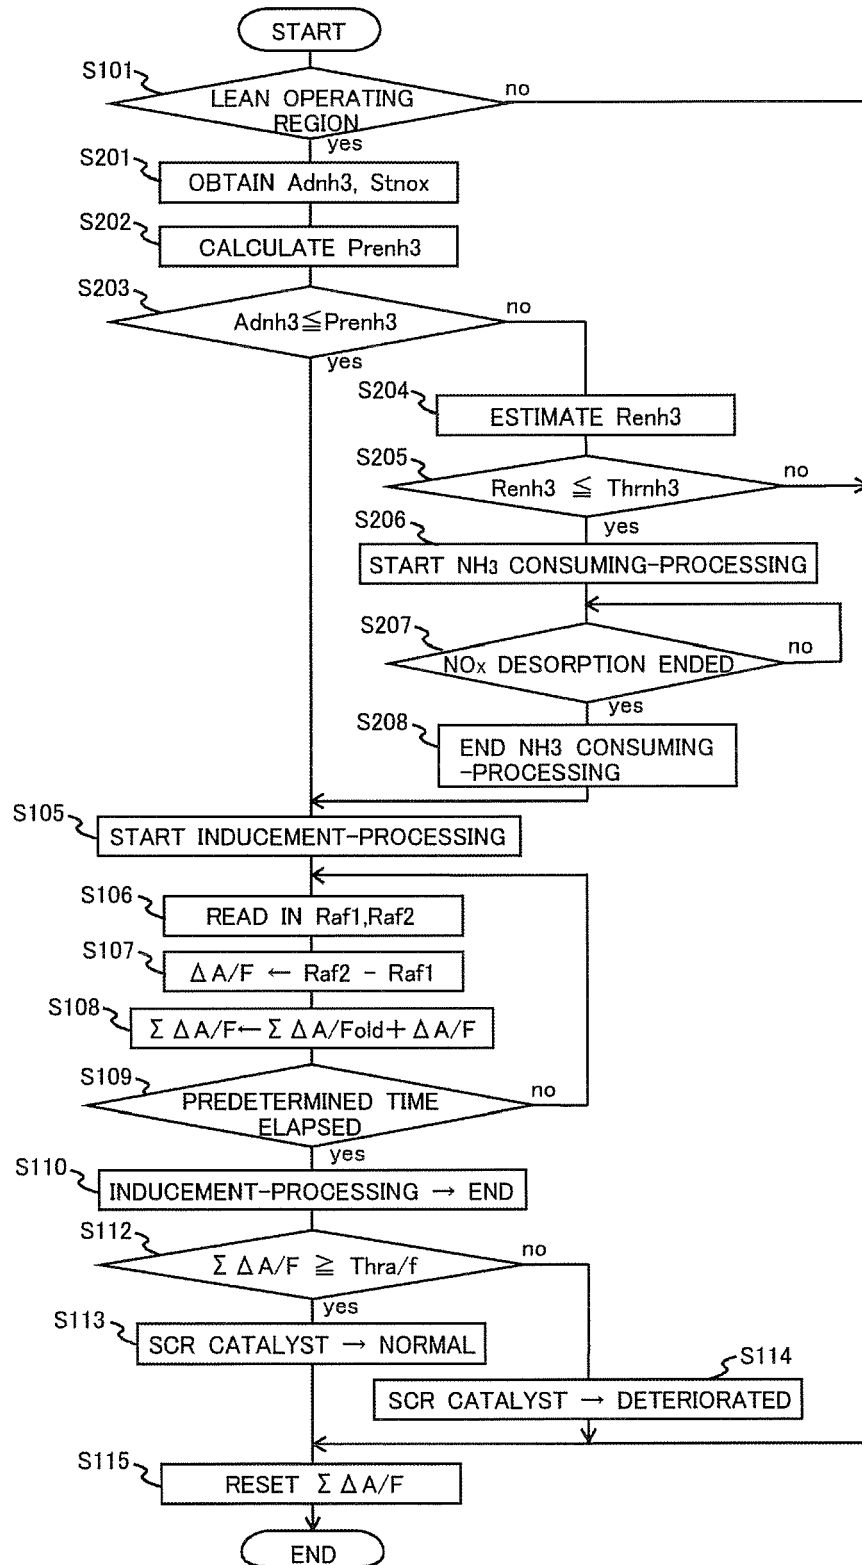 START
S101
LEAN OPERATING
REGION
no
yes
S201
OBTAIN Adnh3, Stnox
S202
CALCULATE Prenh3
S203
Adnh3≦Prenh3
no
yes
S204
ESTIMATE Renh3
S205
Renh3 ≦ Thrnh3
no
yes
S206
START NH3 CONSUMING-PROCESSING
S207
NOx DESORPTION ENDED
no
yes
S208
END NH3 CONSUMING
-PROCESSING
S105
START INDUCEMENT-PROCESSING
S106
READ IN Raf1,Raf2
S107
ΔA/F ← Raf2 - Raf1
S108
ΣΔA/F←ΣΔA/Fold+ΔA/F
S109
PREDETERMINED TIME
ELAPSED
no
yes
S110
INDUCEMENT-PROCESSING → END
S112
ΣΔA/F ≧ Thra/f
no
yes
S113
SCR CATALYST → NORMAL
S114
SCR CATALYST → DETERIORATED
S115
RESET ΣΔA/F
END